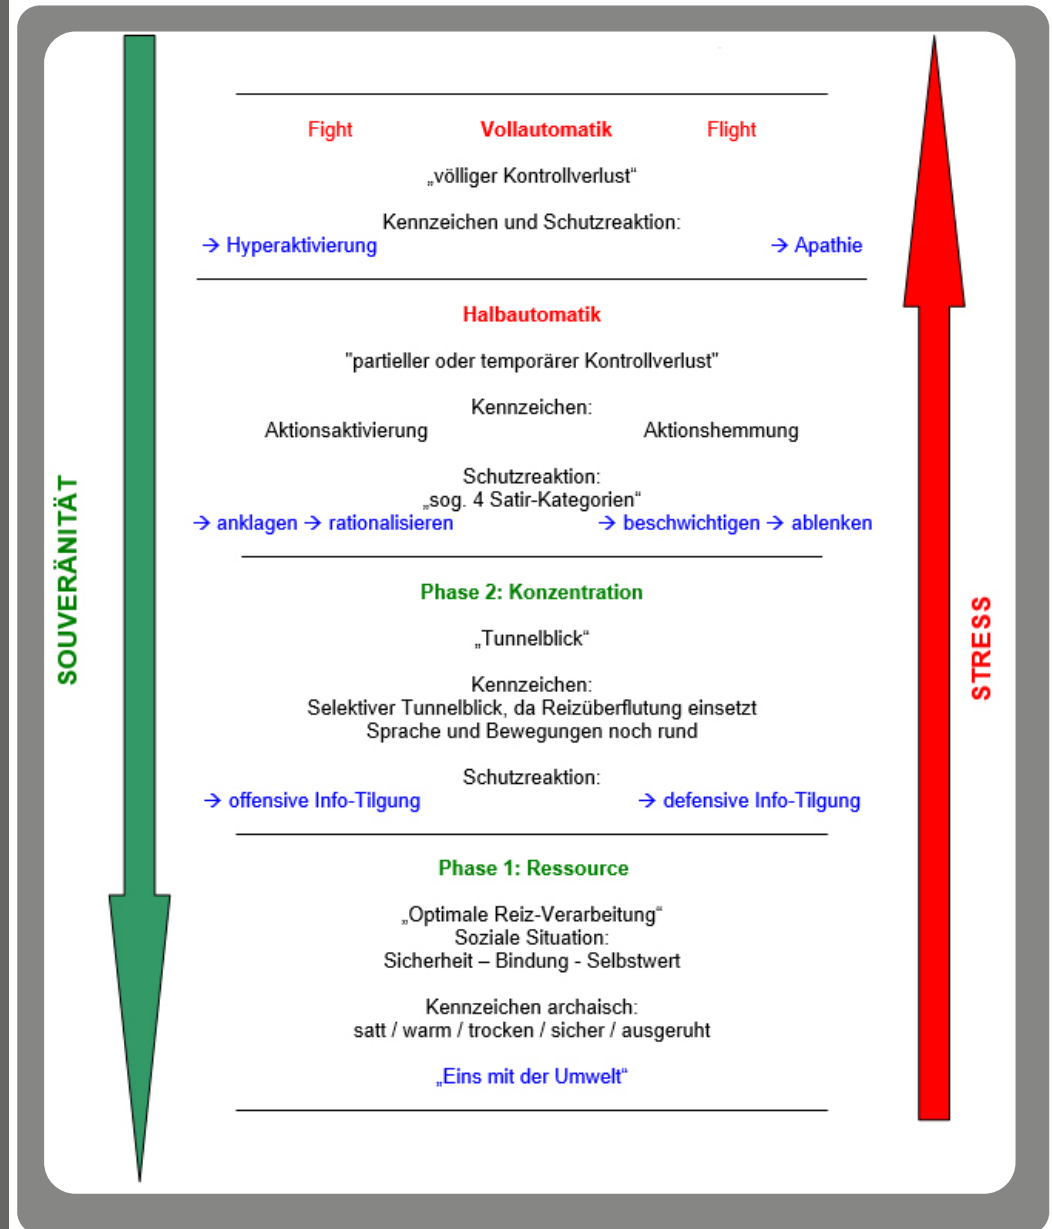 Fight Vollautomatik Flight
„völliger Kontrollverlust“
Kennzeichen und Schutzreaktion:
→ Hyperaktivierung → Apathie
Halbautomatik
"partieller oder temporärer Kontrollverlust"
Kennzeichen:
Aktionsaktivierung Aktionshemmung
Schutzreaktion:
„sog. 4 Satir-Kategorien“
→ anklagen → rationalisieren → beschwichtigen → ablenken
Phase 2: Konzentration
„Tunnelblick“
Kennzeichen:
Selektiver Tunnelblick, da Reizüberflutung einsetzt
Sprache und Bewegungen noch rund
Schutzreaktion:
→ offensive Info-Tilgung → defensive Info-Tilgung
Phase 1: Ressource
„Optimale Reiz-Verarbeitung“
Soziale Situation:
Sicherheit – Bindung - Selbstwert
Kennzeichen archaisch:
satt / warm / trocken / sicher / ausgeruht
„Eins mit der Umwelt“
SOUVERÄNITÄT
STRESS